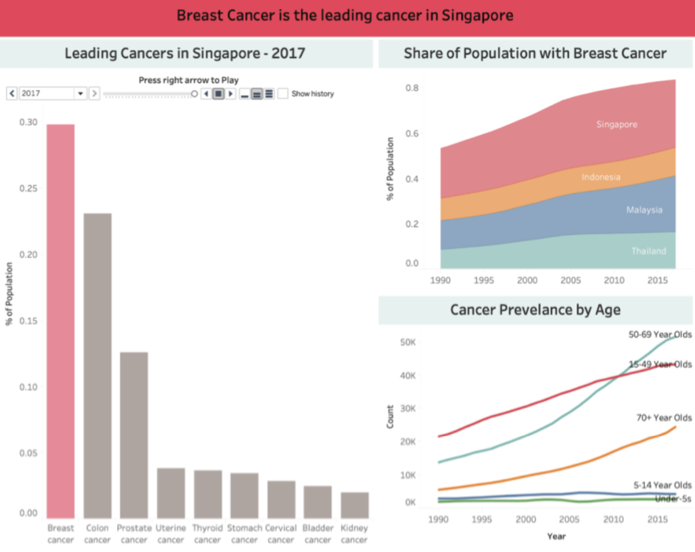 Breast Cancer is the leading cancer in Singapore
Leading Cancers in Singapore - 2017
Press right arrow to Play
2017
Show history
% of Population
0.30
0.25
0.20
0.15
0.10
0.05
0.00
Breast Colon Prostate Uterine Thyroid Stomach Cervical Bladder Kidney
cancer cancer cancer cancer cancer cancer cancer cancer cancer
Share of Population with Breast Cancer
% of Population
0.8
0.6
0.4
0.2
0.0
Singapore
Indonesia
Malaysia
Thailand
1990 1995 2000 2005 2010 2015
Cancer Prevelance by Age
Count
50K
40K
30K
20K
10K
0K
50-69 Year Olds
15-49 Year Olds
70+ Year Olds
5-14 Year Olds
Under-5s
1990 1995 2000 2005 2010 2015
Year